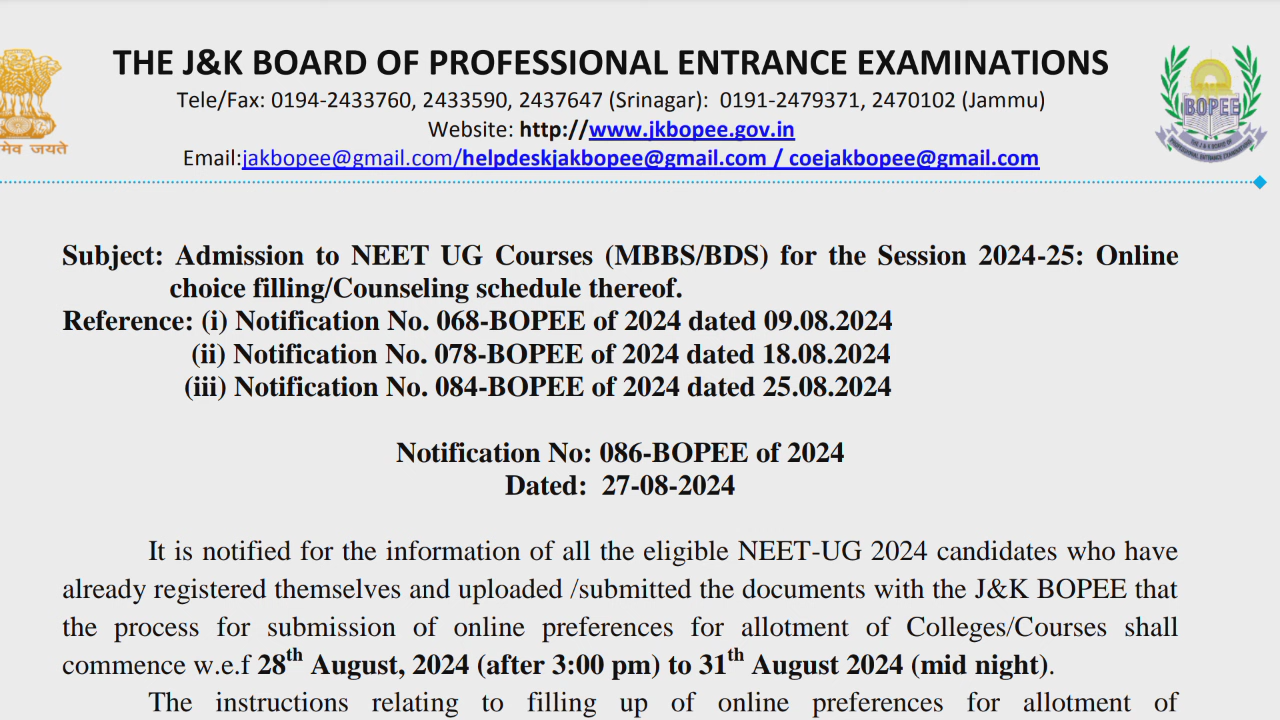 THE J&K BOARD OF PROFESSIONAL ENTRANCE EXAMINATIONS
Tele/Fax: 0194-2433760, 2433590, 2437647 (Srinagar): 0191-2479371, 2470102 (Jammu)
Website: http://www.jkbopee.gov.in
Email:jakbopee@gmail.com/helpdeskjakbopee@gmail.com / coejakbopee@gmail.com
मेव जयते
BOPEE
THE J & K BOARD OF
PROFESSIONAL ENTRANCE EXAMINATIONS
Subject: Admission to NEET UG Courses (MBBS/BDS) for the Session 2024-25: Online
choice filling/Counseling schedule thereof.
Reference: (i) Notification No. 068-BOPEE of 2024 dated 09.08.2024
(ii) Notification No. 078-BOPEE of 2024 dated 18.08.2024
(iii) Notification No. 084-BOPEE of 2024 dated 25.08.2024
Notification No: 086-BOPEE of 2024
Dated: 27-08-2024
It is notified for the information of all the eligible NEET-UG 2024 candidates who have
already registered themselves and uploaded /submitted the documents with the J&K BOPEE that
the process for submission of online preferences for allotment of Colleges/Courses shall
commence w.e.f 28th August, 2024 (after 3:00 pm) to 31th August 2024 (mid night).
The instructions relating to filling up of online preferences for allotment of